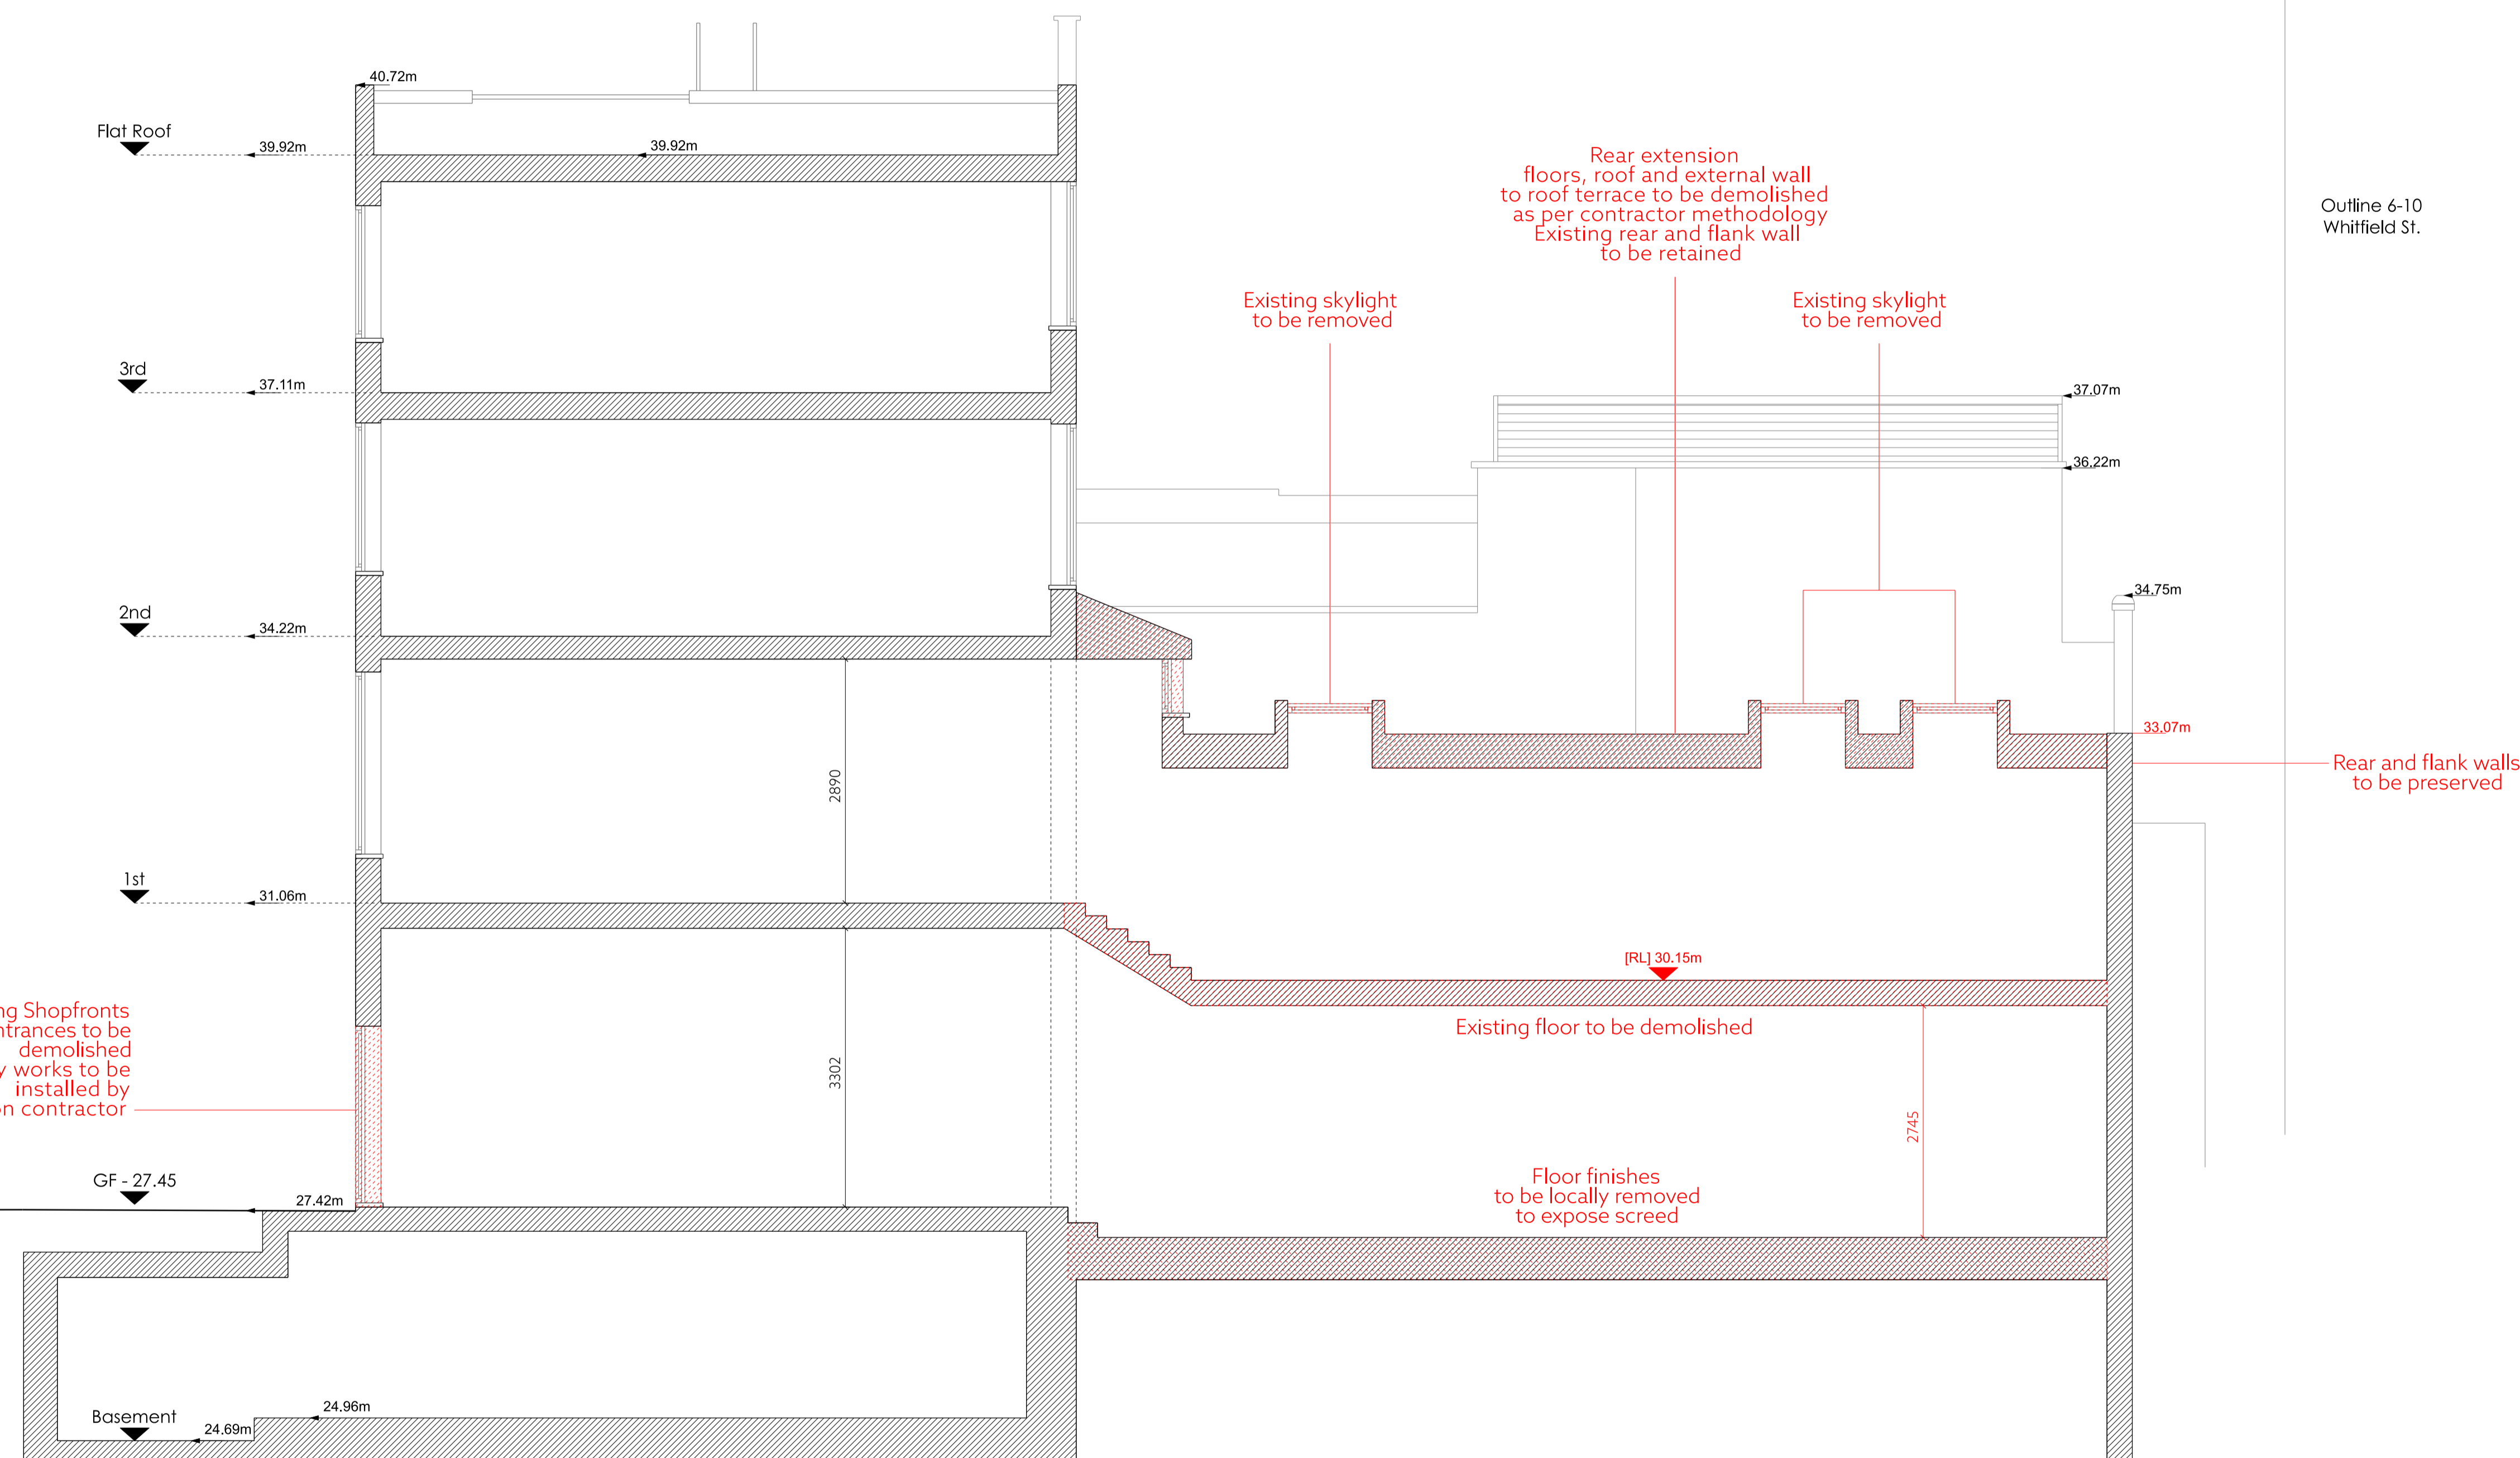 40.72m
Flat Roof
39.92m
39.92m
Rear extension
floors, roof and external wall
to roof terrace to be demolished
as per contractor methodology
Existing rear and flank wall
to be retained
Outline 6-10
Whitfield St.
Existing skylight
to be removed
Existing skylight
to be removed
3rd
37.11m
37.07m
36.22m
2nd
34.22m
34.75m
33.07m
Rear and flank walls
to be preserved
2890
1st
31.06m
[RL] 30.15m
Existing floor to be demolished
Shopfronts
to be
demolished
works to be
installed by
contractor
3302
2745
GF - 27.45
27.42m
Floor finishes
to be locally removed
to expose screed
Basement
24.69m
24.96m